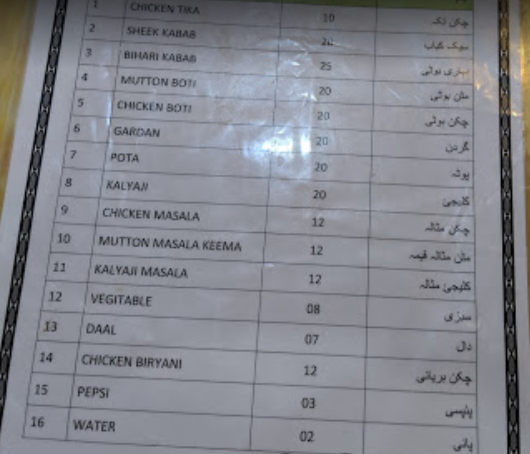 1 CHICKEN TIKA 10 چکن تکہ
2 SHEEK KABAB سیک کباب
3 BIHARI KABAB 25 بہاری بوٹی
4 MUTTON BOTI 20 مٹن بوٹی
5 CHICKEN BOTI 20 چکن بوٹی
6 GARDAN 20 گردن
7 POTA 20 پوٹہ
8 KALYAJI 20 کلیجی
9 CHICKEN MASALA 12 چکن مثالہ
10 MUTTON MASALA KEEMA 12 مٹن مثالہ قیمہ
11 KALYAJI MASALA 12 کلیجی مثالہ
12 VEGITABLE 08 سبزی
13 DAAL 07 دال
14 CHICKEN BIRYANI 12 چکن بریانی
15 PEPSI 03 پیپسی
16 WATER 02 پانی